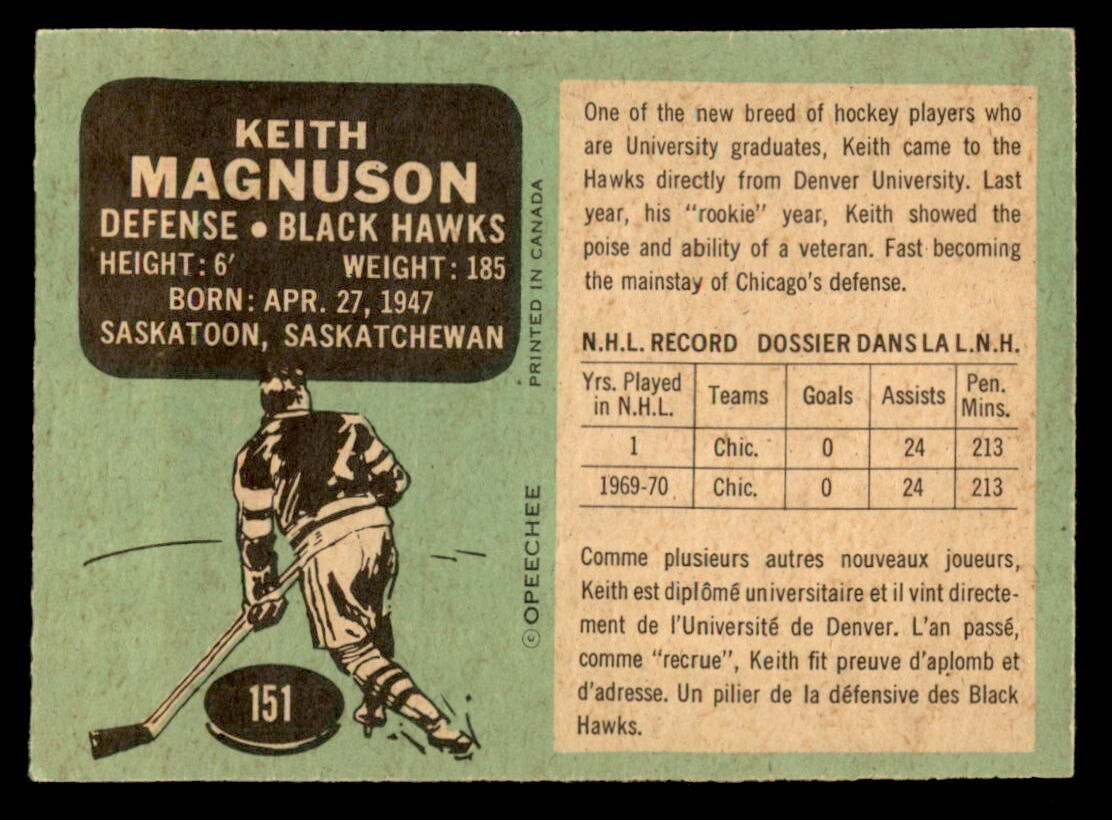 KEITH
MAGNUSON
DEFENSE • BLACK HAWKS
HEIGHT: 6′ WEIGHT: 185
BORN: APR. 27, 1947
SASKATOON, SASKATCHEWAN
151
PRINTED IN CANADA
© OPEECHEE
One of the new breed of hockey players who
are University graduates, Keith came to the
Hawks directly from Denver University. Last
year, his "rookie" year, Keith showed the
poise and ability of a veteran. Fast becoming
the mainstay of Chicago's defense.
N.H.L. RECORD DOSSIER DANS LA L.N.H.
Yrs. Played in N.H.L. Teams Goals Assists Pen. Mins.
1 Chic. 0 24 213
1969-70 Chic. 0 24 213
Comme plusieurs autres nouveaux joueurs,
Keith est diplômé universitaire et il vint directe-
ment de l'Université de Denver. L'an passé,
comme "recrue", Keith fit preuve d'aplomb et
d'adresse. Un pilier de la défensive des Black
Hawks.